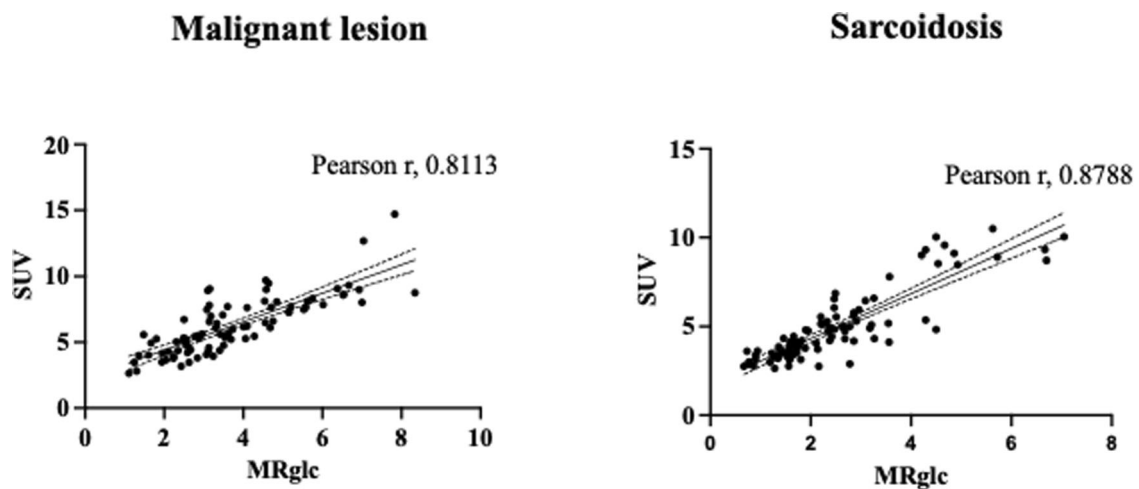 Malignant lesion
20
15
10
5
0
SUV
Pearson r, 0.8113
0 2 4 6 8 10
MRglc
Sarcoidosis
15
10
5
0
SUV
Pearson r, 0.8788
0 2 4 6 8
MRglc